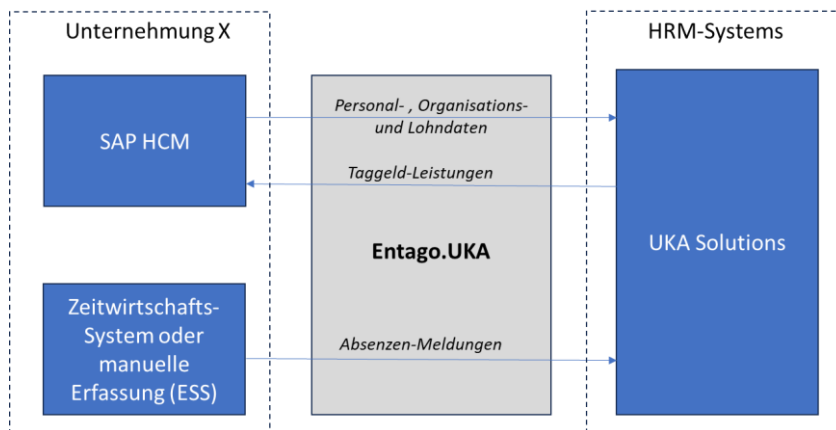 Unternehmung X
HRM-Systems
SAP HCM
Personal- , Organisations-
und Lohndaten
Taggeld-Leistungen
Entago.UKA
UKA Solutions
Zeitwirtschafts-
System oder
manuelle
Erfassung (ESS)
Absenzen-Meldungen